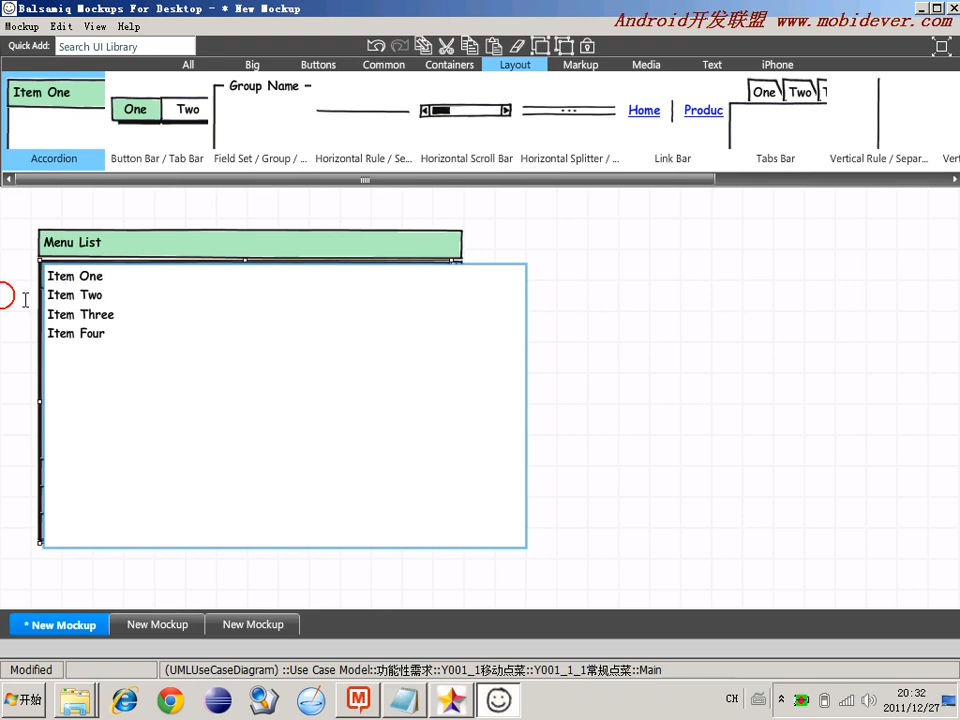 Balsamiq Mockups For Desktop - * New Mockup
Mockup Edit View Help
Android开发联盟 www.mobidever.com
Quick Add: Search UI Library
All Big Buttons Common Containers Layout Markup Media Text iPhone
Item One
One Two
Group Name
Home Produc
One Two T
Accordion Button Bar / Tab Bar Field Set / Group / ... Horizontal Rule / Se... Horizontal Scroll Bar Horizontal Splitter / ... Link Bar Tabs Bar Vertical Rule / Separ... Vert
Menu List
Item One
Item Two
Item Three
Item Four
* New Mockup New Mockup New Mockup
Modified (UMLUseCaseDiagram) ::Use Case Model::功能性需求::Y001_1移动点菜::Y001_1_1常规点菜::Main
开始 CH 20:32
2011/12/27